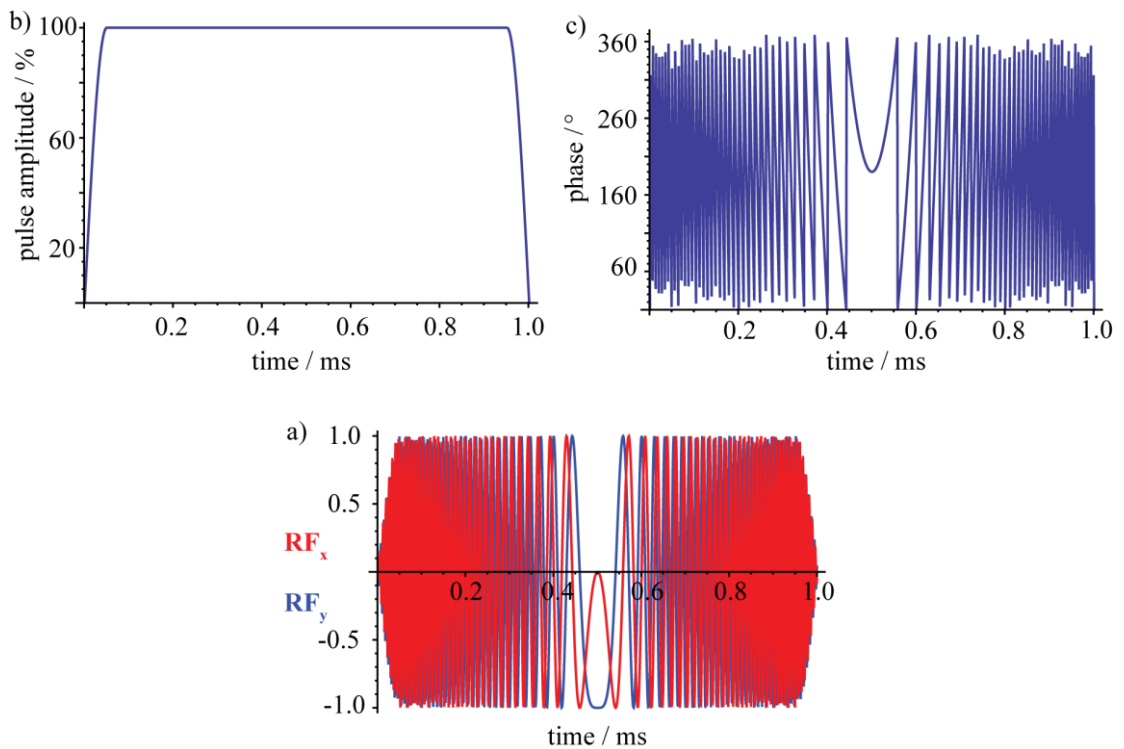 b)
pulse amplitude / %
100
60
20
0.2 0.4 0.6 0.8 1.0
time / ms
c)
phase / °
360
260
160
60
0.2 0.4 0.6 0.8 1.0
time / ms
a)
1.0
0.5
-0.5
-1.0
RFx
RFy
0.2 0.4 0.6 0.8 1.0
time / ms